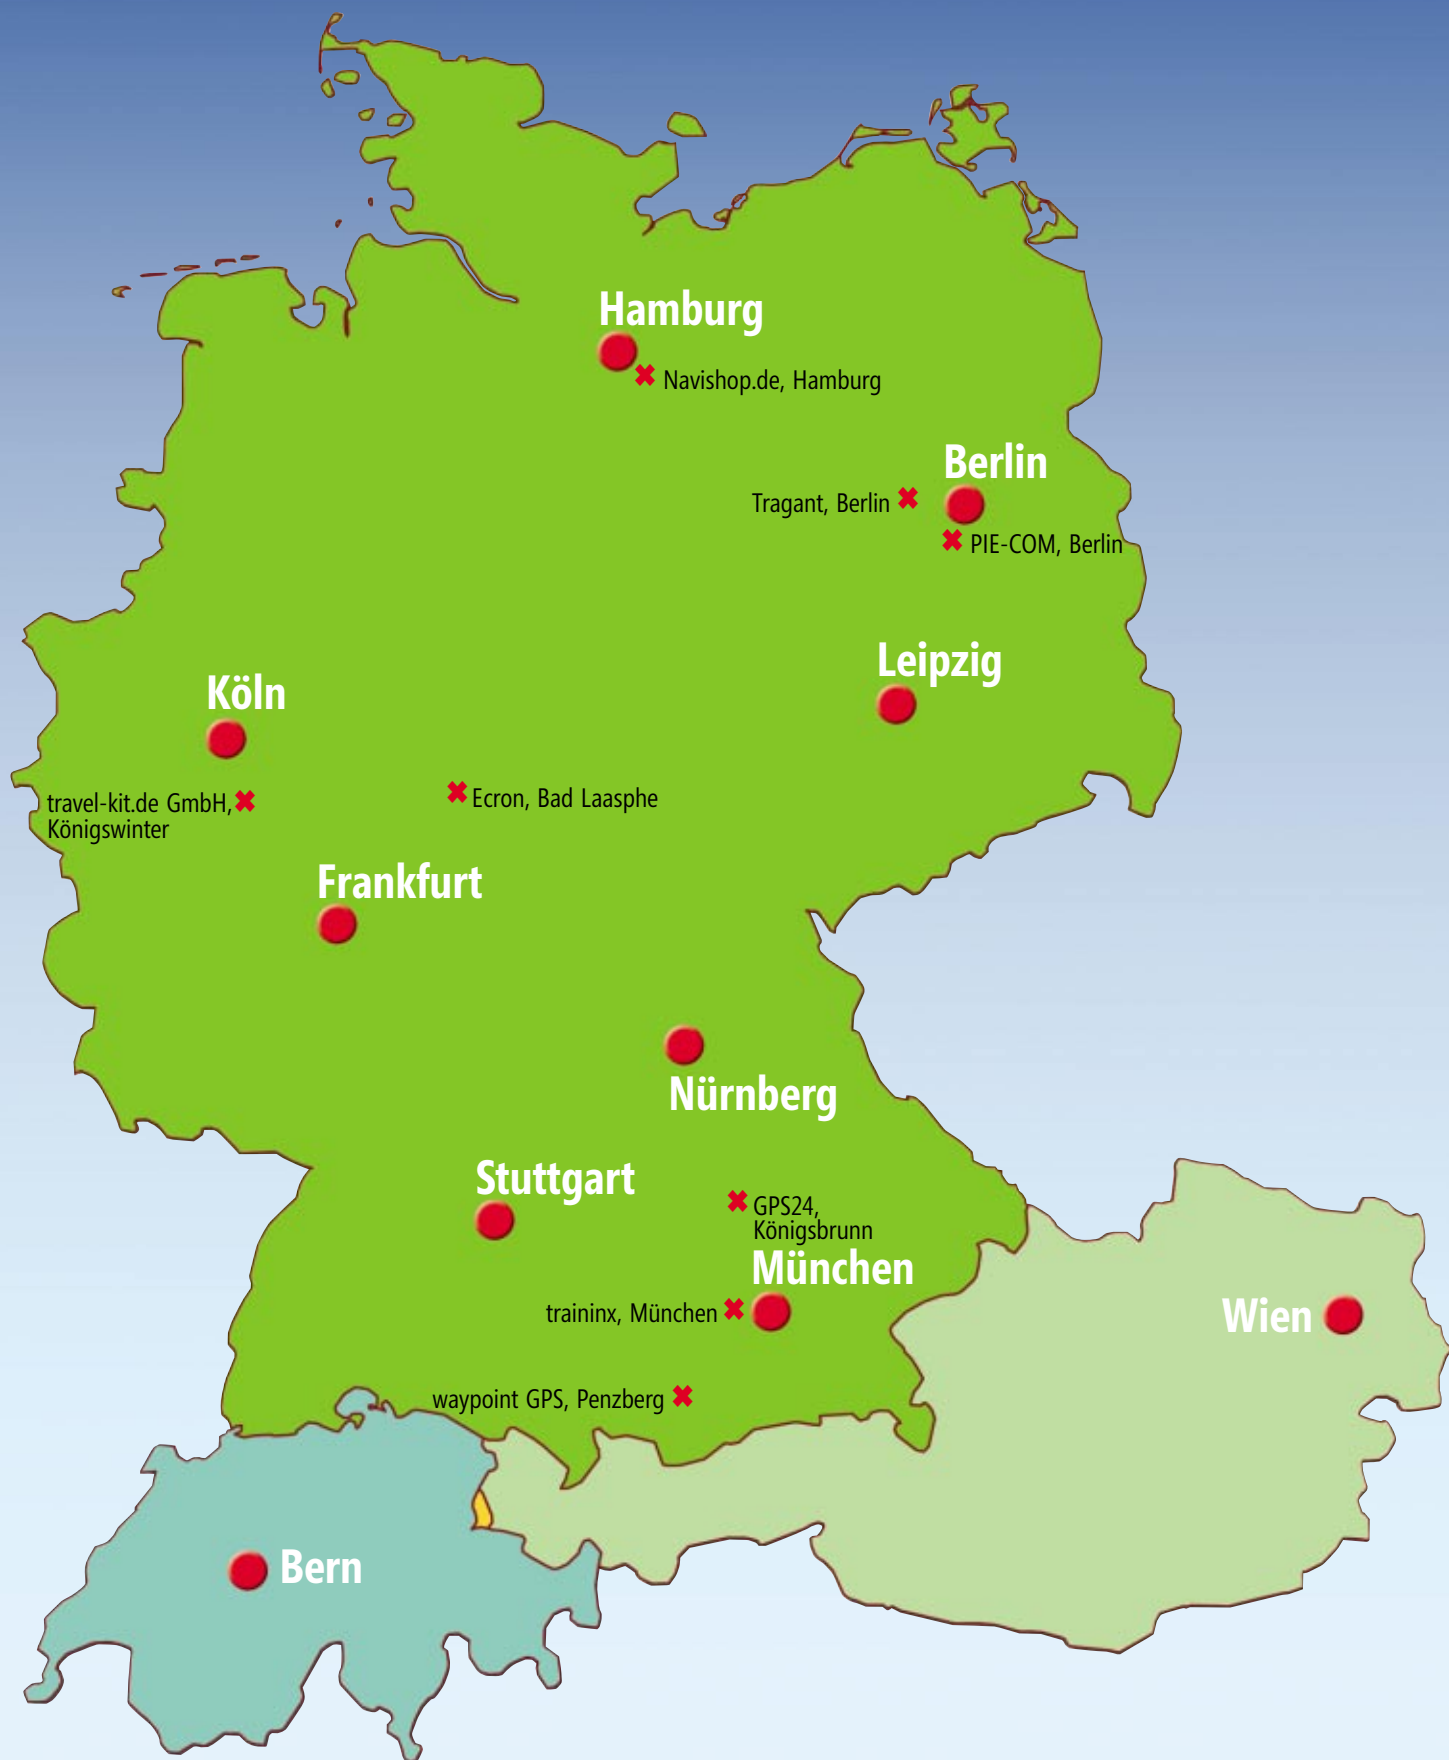 Hamburg
Navishop.de, Hamburg
Berlin
Tragant, Berlin
PIE-COM, Berlin
Leipzig
Köln
travel-kit.de GmbH,
Königswinter
Ecron, Bad Laasphe
Frankfurt
Nürnberg
Stuttgart
GPS24,
Königsbrunn
München
traininx, München
Wien
waypoint GPS, Penzberg
Bern